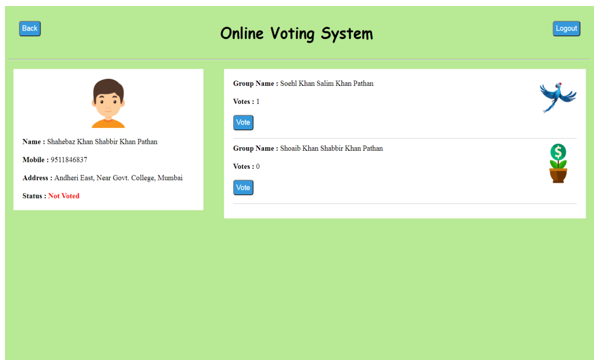 Back
Online Voting System
Logout
Name : Shahebaz Khan Shabbir Khan Pathan
Mobile : 9511846837
Address : Andheri East, Near Govt. College, Mumbai
Status : Not Voted
Group Name : Soehl Khan Salim Khan Pathan
Votes : 1
Vote
Group Name : Shoaib Khan Shabbir Khan Pathan
Votes : 0
Vote